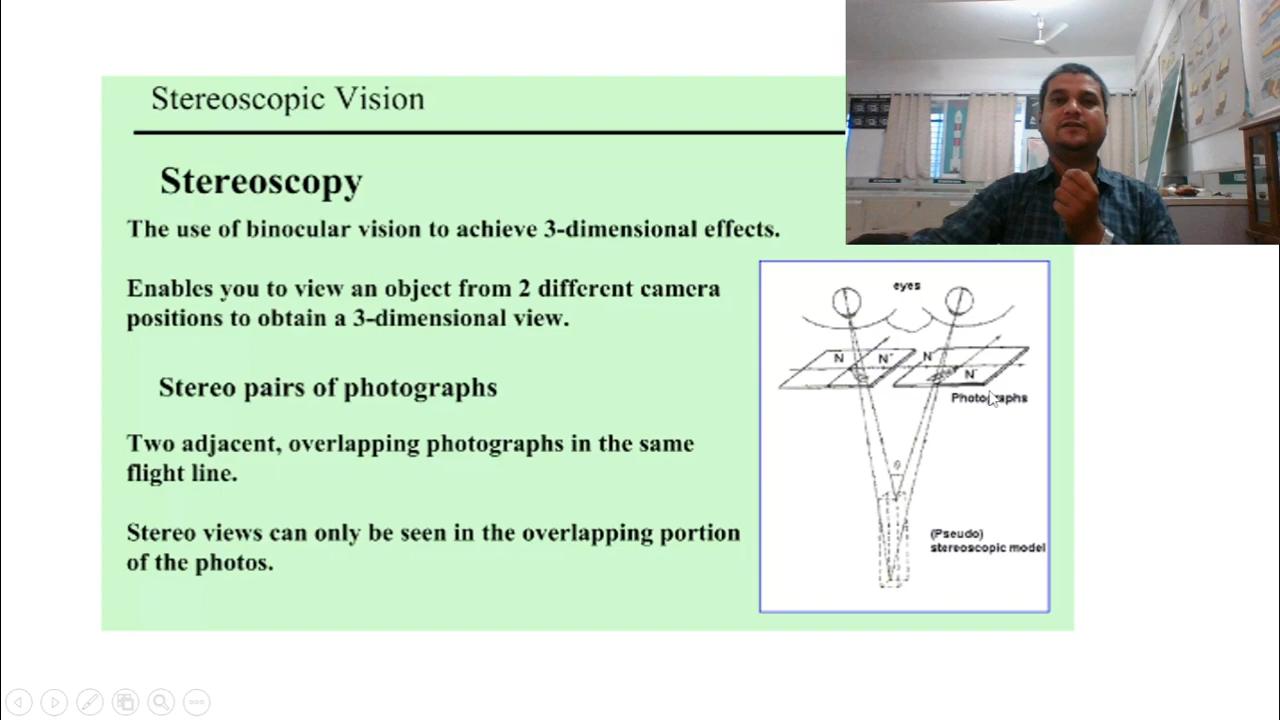 Stereoscopic Vision
Stereoscopy
The use of binocular vision to achieve 3-dimensional effects.
Enables you to view an object from 2 different camera
positions to obtain a 3-dimensional view.
Stereo pairs of photographs
Two adjacent, overlapping photographs in the same
flight line.
Stereo views can only be seen in the overlapping portion
of the photos.
eyes
N N' N N'
Photographs
(Pseudo)
stereoscopic model